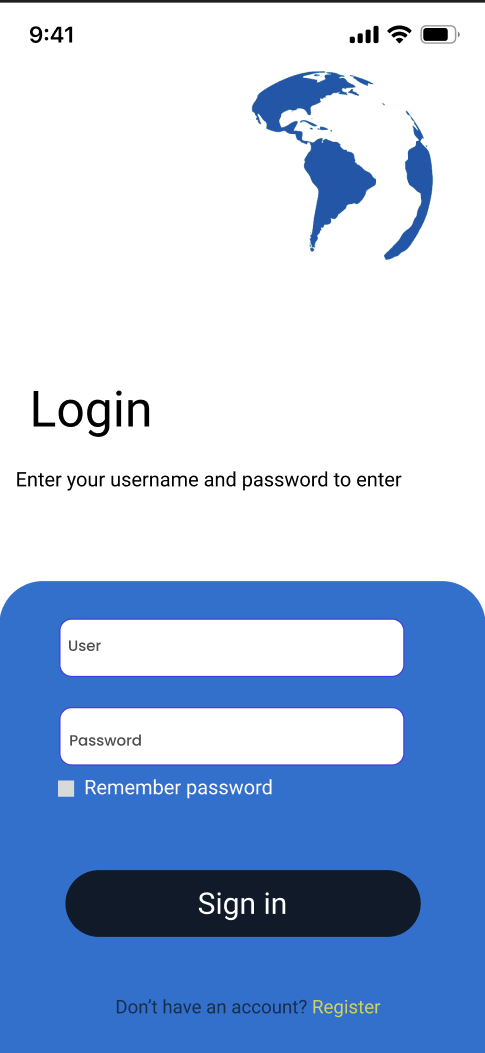 9:41
Login
Enter your username and password to enter
User
Password
Remember password
Sign in
Don't have an account? Register